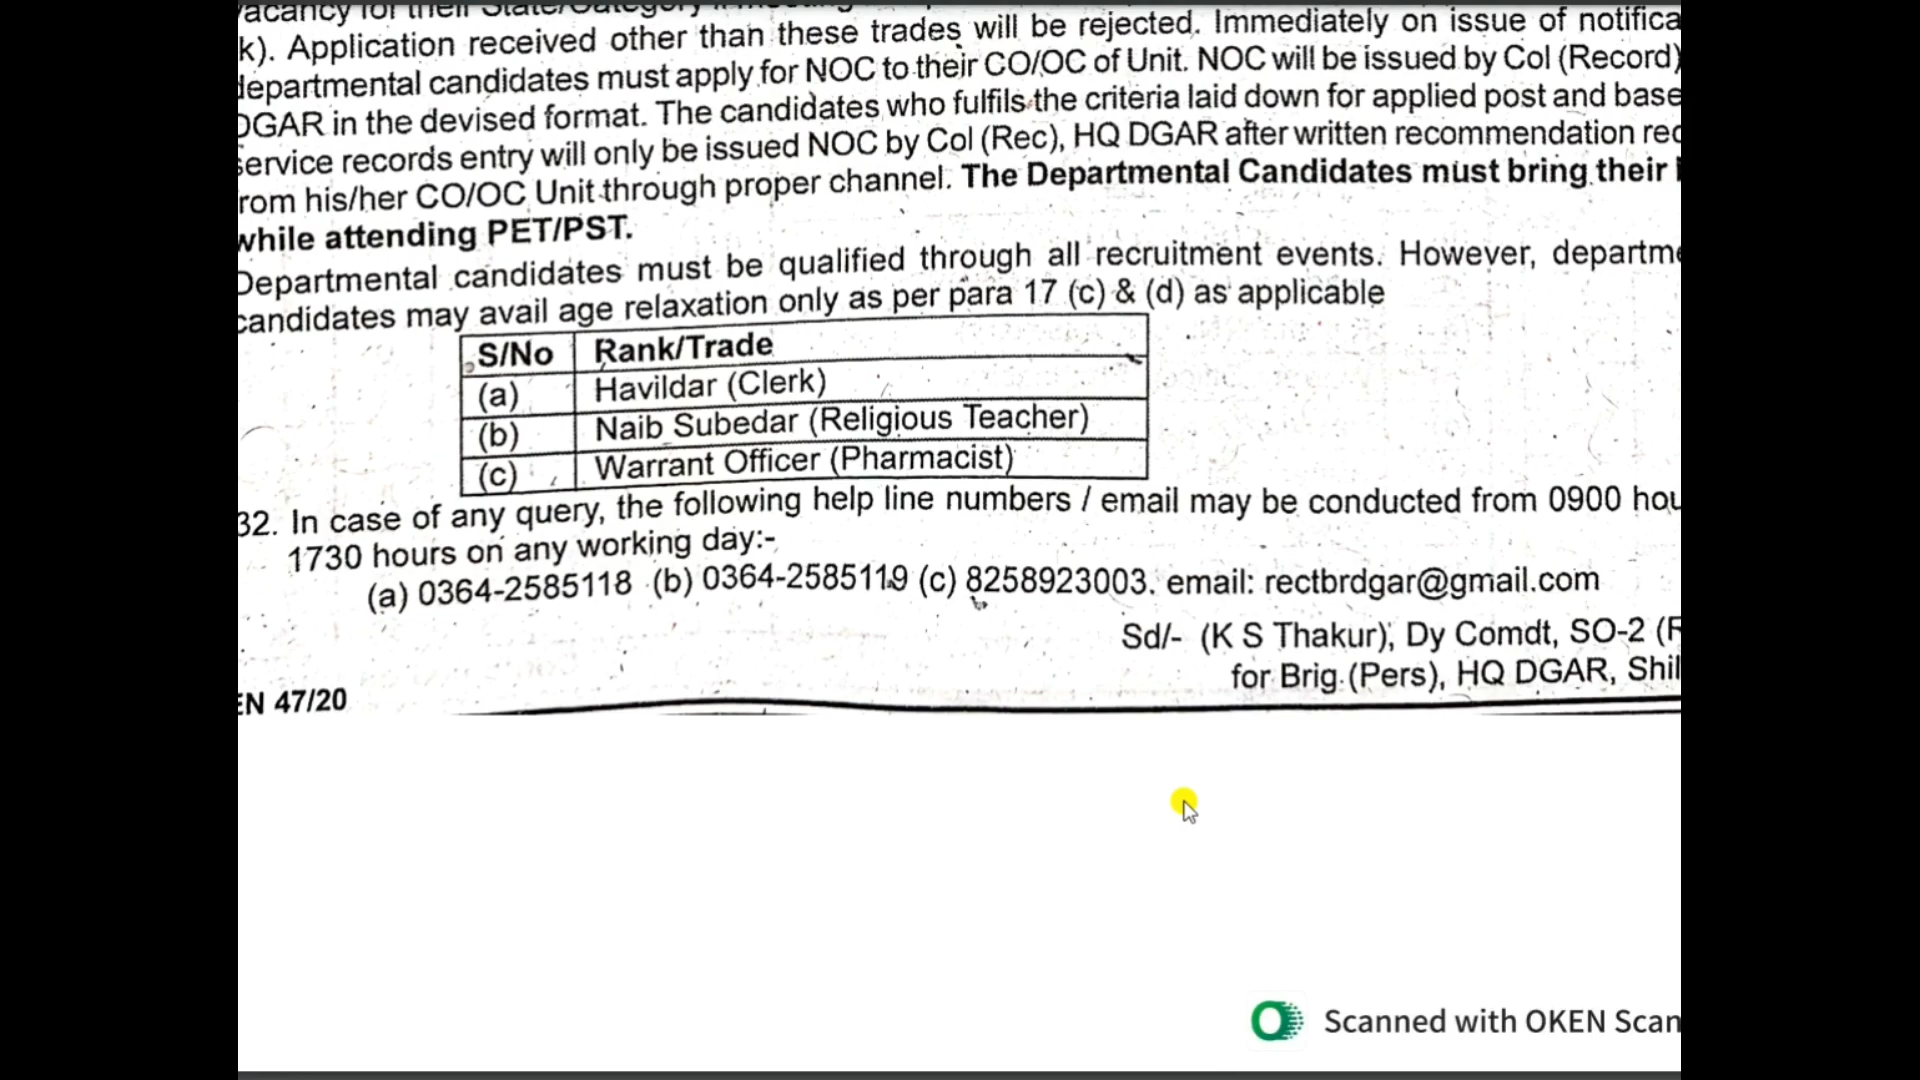 vacancy for their State/Category
k). Application received other than these trades will be rejected. Immediately on issue of notifica
departmental candidates must apply for NOC to their CO/OC of Unit. NOC will be issued by Col (Record)
DGAR in the devised format. The candidates who fulfils the criteria laid down for applied post and base
service records entry will only be issued NOC by Col (Rec), HQ DGAR after written recommendation rec
rom his/her CO/OC Unit through proper channel. The Departmental Candidates must bring their
while attending PET/PST.
Departmental candidates must be qualified through all recruitment events. However, departme
candidates may avail age relaxation only as per para 17 (c) & (d) as applicable
S/No Rank/Trade
(a) Havildar (Clerk)
(b) Naib Subedar (Religious Teacher)
(c) Warrant Officer (Pharmacist)
32. In case of any query, the following help line numbers / email may be conducted from 0900 hou
1730 hours on any working day:-
(a) 0364-2585118 (b) 0364-2585119 (c) 8258923003. email: rectbrdgar@gmail.com
Sd/- (K S Thakur), Dy Comdt, SO-2 (R
for Brig (Pers), HQ DGAR, Shil
EN 47/20
Scanned with OKEN Scan